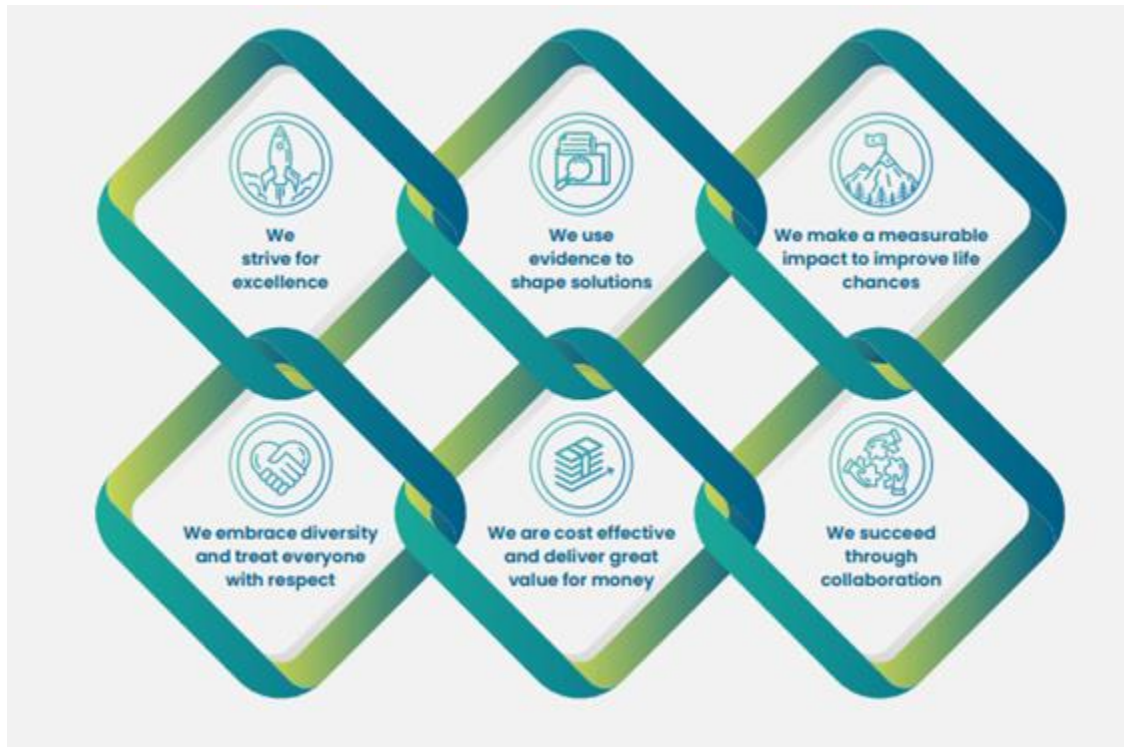 We
strive for
excellence
We use
evidence to
shape solutions
We make a measurable
impact to improve life
chances
We embrace diversity
and treat everyone
with respect
We are cost effective
and deliver great
value for money
We succeed
through
collaboration